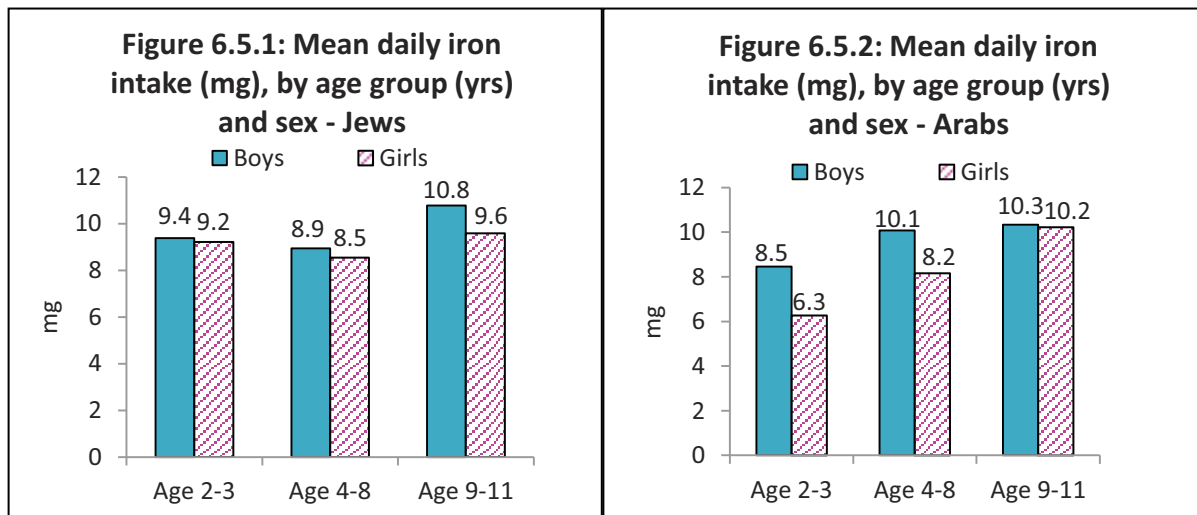 Figure 6.5.1: Mean daily iron
intake (mg), by age group (yrs)
and sex - Jews
Boys Girls
12
10
8
6
4
2
0
mg
9.4 9.2
8.9 8.5
10.8 9.6
Age 2-3 Age 4-8 Age 9-11
Figure 6.5.2: Mean daily iron
intake (mg), by age group (yrs)
and sex - Arabs
Boys Girls
12
10
8
6
4
2
0
mg
8.5 6.3
10.1 8.2
10.3 10.2
Age 2-3 Age 4-8 Age 9-11